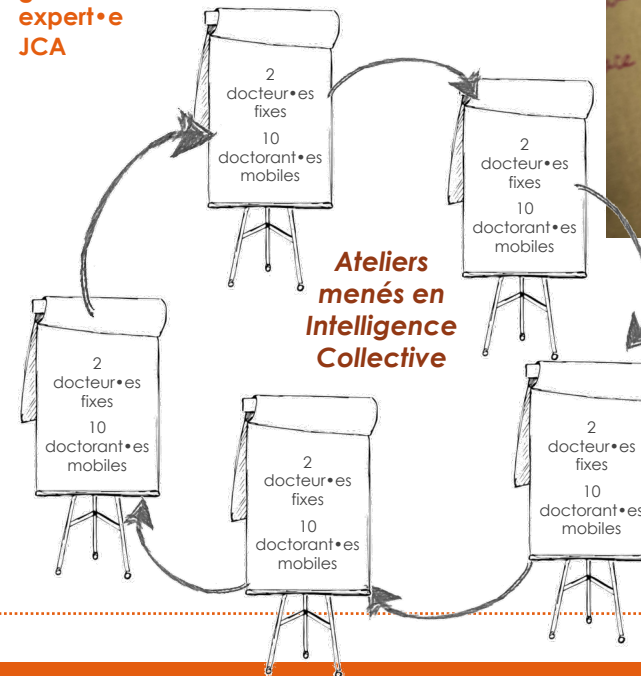 expert•e
JCA
2
docteur•es
fixes
10
doctorant•es
mobiles
2
docteur•es
fixes
10
doctorant•es
mobiles
Ateliers
menés en
Intelligence
Collective
2
docteur•es
fixes
10
doctorant•es
mobiles
2
docteur•es
fixes
10
doctorant•es
mobiles
2
docteur•es
fixes
10
doctorant•es
mobiles